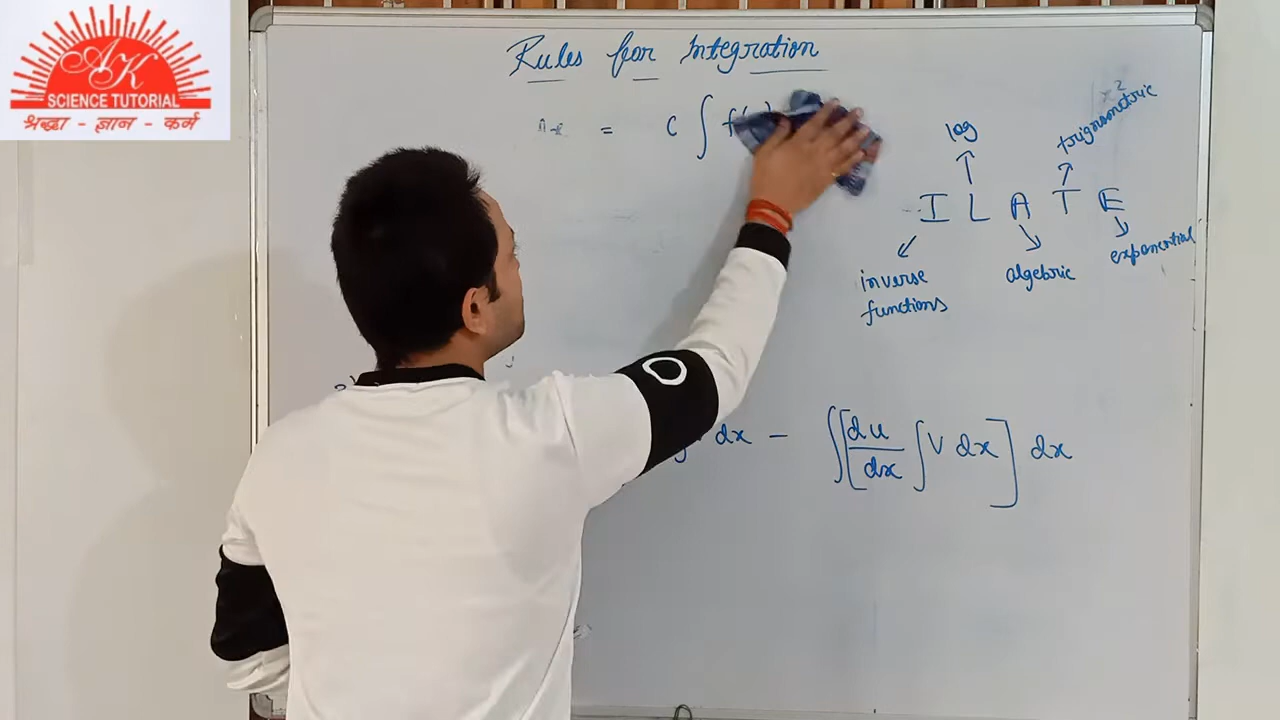 AK
SCIENCE TUTORIAL
श्रद्धा - ज्ञान - कर्म
Rules for Integration
= c ∫ f(
log
trigonometric
I L A T E
inverse functions
algebric
exponential
dx - ∫[du/dx ∫v dx] dx